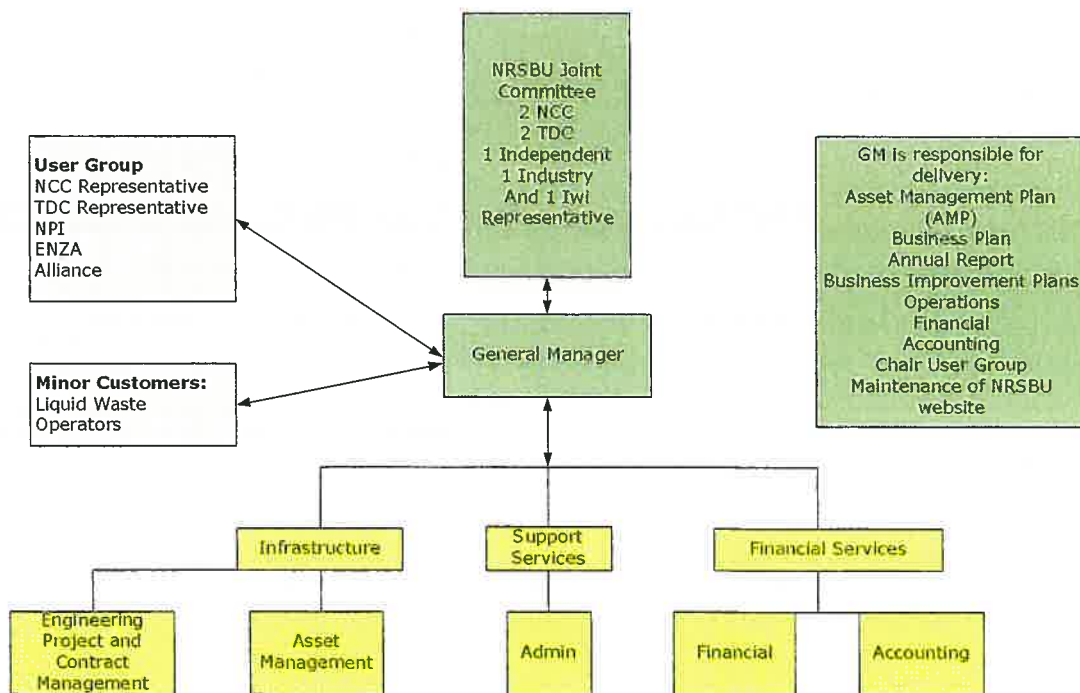 NRSBU Joint
Committee
2 NCC
2 TDC
1 Independent
1 Industry
And 1 Iwi
Representative
User Group
NCC Representative
TDC Representative
NPI
ENZA
Alliance
GM is responsible for
delivery:
Asset Management Plan
(AMP)
Business Plan
Annual Report
Business Improvement Plans
Operations
Financial
Accounting
Chair User Group
Maintenance of NRSBU
website
General Manager
Minor Customers:
Liquid Waste
Operators
Infrastructure
Support
Services
Financial Services
Engineering
Project and
Contract
Management
Asset
Management
Admin
Financial
Accounting